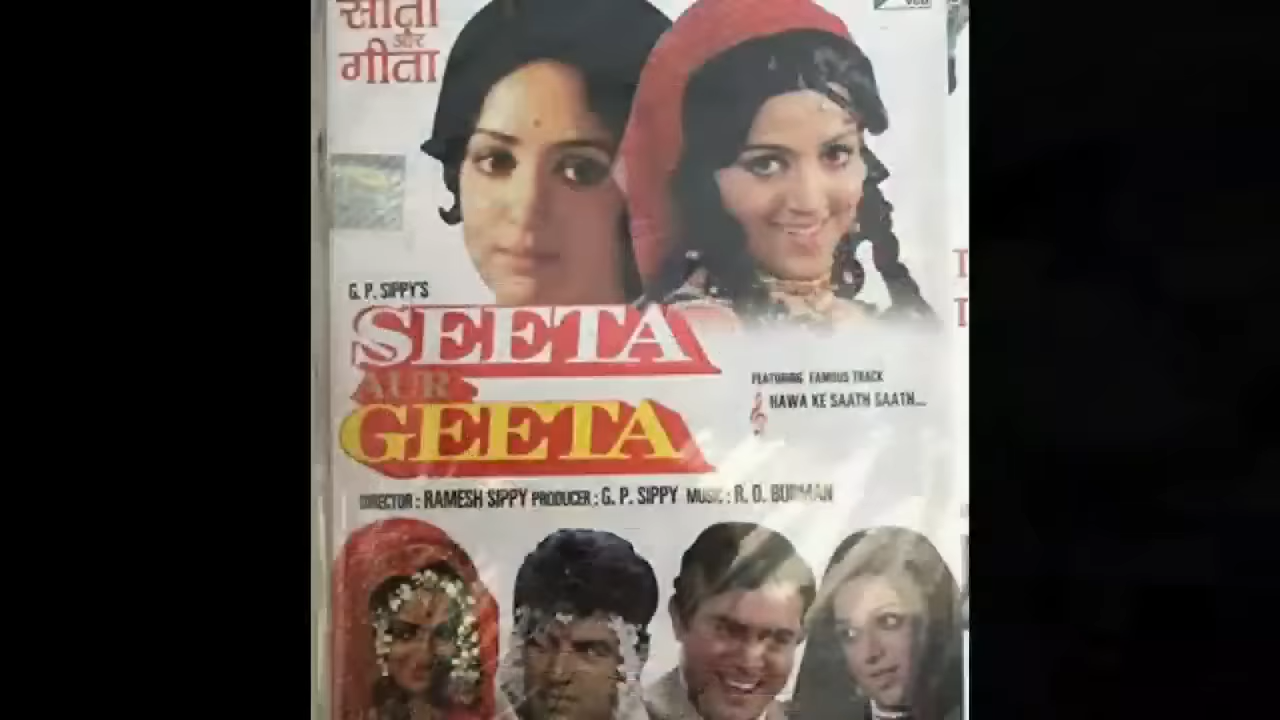 सीता
और
गीता
VCD
G. P. SIPPY'S
SEETA
AUR
GEETA
FEATURING FAMOUS TRACK
HAWA KE SAATH SAATH...
DIRECTOR : RAMESH SIPPY PRODUCER : G. P. SIPPY MUSIC : R. D. BURMAN